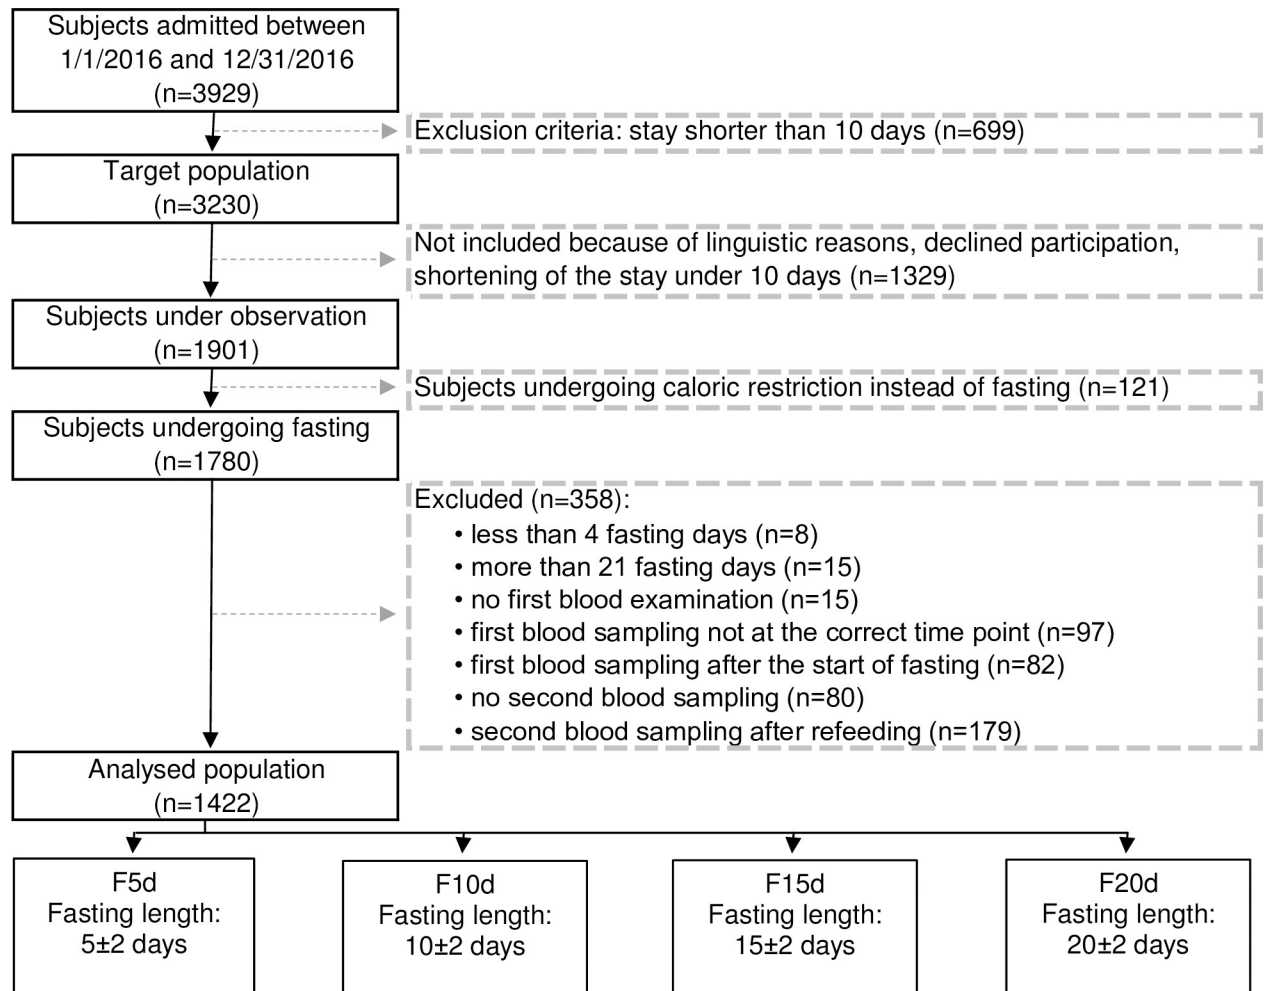 Subjects admitted between
1/1/2016 and 12/31/2016
(n=3929)
Exclusion criteria: stay shorter than 10 days (n=699)
Target population
(n=3230)
Not included because of linguistic reasons, declined participation,
shortening of the stay under 10 days (n=1329)
Subjects under observation
(n=1901)
Subjects undergoing caloric restriction instead of fasting (n=121)
Subjects undergoing fasting
(n=1780)
Excluded (n=358):
• less than 4 fasting days (n=8)
• more than 21 fasting days (n=15)
• no first blood examination (n=15)
• first blood sampling not at the correct time point (n=97)
• first blood sampling after the start of fasting (n=82)
• no second blood sampling (n=80)
• second blood sampling after refeeding (n=179)
Analysed population
(n=1422)
F5d
Fasting length:
5±2 days
F10d
Fasting length:
10±2 days
F15d
Fasting length:
15±2 days
F20d
Fasting length:
20±2 days